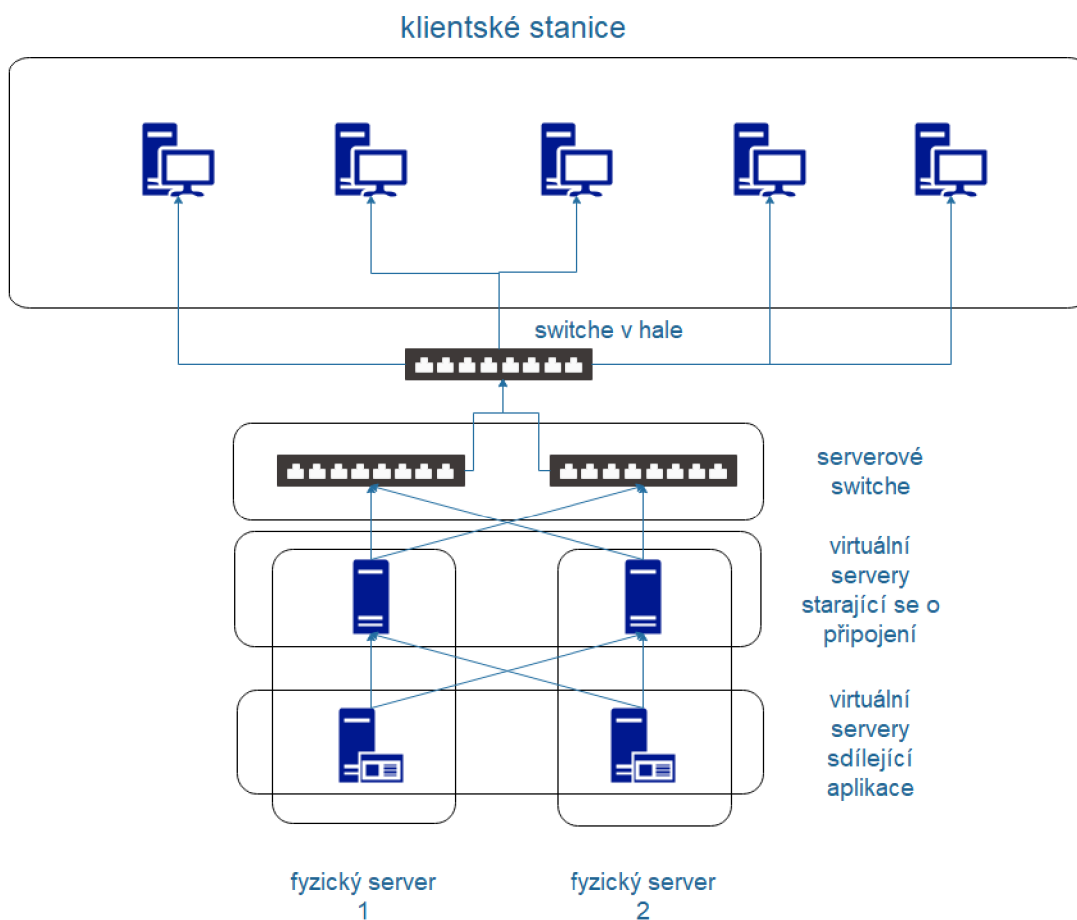 klientské stanice
switche v hale
serverové
switche
virtuální
servery
starající se o
připojení
virtuální
servery
sdílející
aplikace
fyzický server
1
fyzický server
2